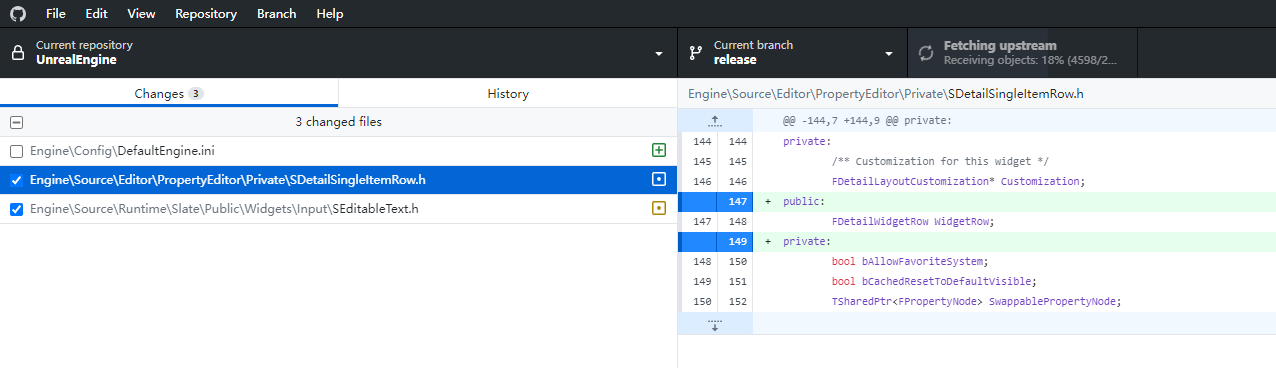 File Edit View Repository Branch Help
Current repository
UnrealEngine
Current branch
release
Fetching upstream
Receiving objects: 18% (4598/2...
Changes 3
History
3 changed files
Engine\Config\DefaultEngine.ini
Engine\Source\Editor\PropertyEditor\Private\SDetailSingleItemRow.h
Engine\Source\Runtime\Slate\Public\Widgets\Input\SEditableText.h
Engine\Source\Editor\PropertyEditor\Private\SDetailSingleItemRow.h
@@ -144,7 +144,9 @@ private:
144 144 private:
145 145 /** Customization for this widget */
146 146 FDetailLayoutCustomization* Customization;
147 + public:
147 148 FDetailWidgetRow WidgetRow;
149 + private:
148 150 bool bAllowFavoriteSystem;
149 151 bool bCachedResetToDefaultVisible;
150 152 TSharedPtr<FPropertyNode> SwappablePropertyNode;